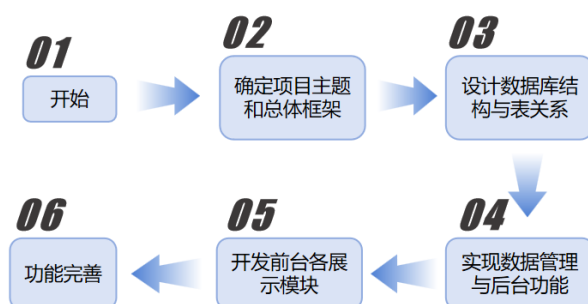 01
开始
02
确定项目主题
和总体框架
03
设计数据库结
构与表关系
04
实现数据管理
与后台功能
05
开发前台各展
示模块
06
功能完善